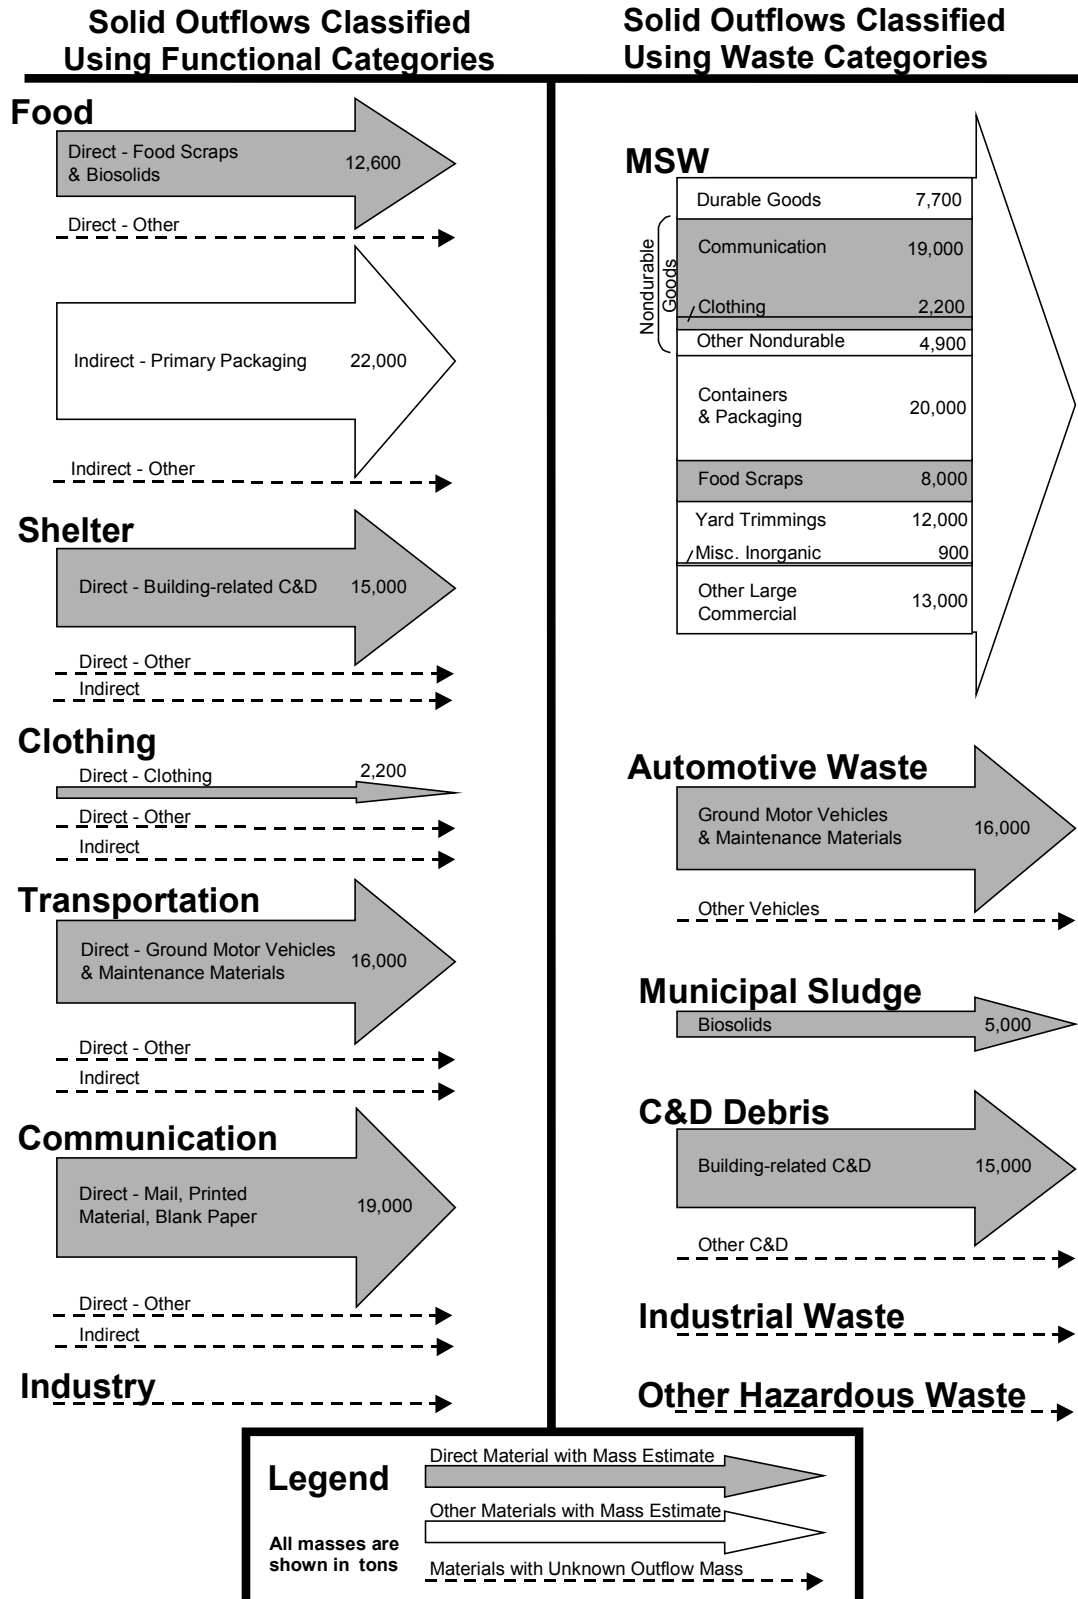 Solid Outflows Classified
Using Functional Categories
Food
Direct - Food Scraps
& Biosolids
12,600
Direct - Other
Indirect - Primary Packaging
22,000
Indirect - Other
Shelter
Direct - Building-related C&D
15,000
Direct - Other
Indirect
Clothing
Direct - Clothing
2,200
Direct - Other
Indirect
Transportation
Direct - Ground Motor Vehicles
& Maintenance Materials
16,000
Direct - Other
Indirect
Communication
Direct - Mail, Printed
Material, Blank Paper
19,000
Direct - Other
Indirect
Industry
Solid Outflows Classified
Using Waste Categories
MSW
Durable Goods 7,700
Nondurable
Goods
Communication 19,000
Clothing 2,200
Other Nondurable 4,900
Containers
& Packaging
20,000
Food Scraps 8,000
Yard Trimmings 12,000
Misc. Inorganic 900
Other Large
Commercial
13,000
Automotive Waste
Ground Motor Vehicles
& Maintenance Materials
16,000
Other Vehicles
Municipal Sludge
Biosolids 5,000
C&D Debris
Building-related C&D 15,000
Other C&D
Industrial Waste
Other Hazardous Waste
Legend
All masses are
shown in tons
Direct Material with Mass Estimate
Other Materials with Mass Estimate
Materials with Unknown Outflow Mass